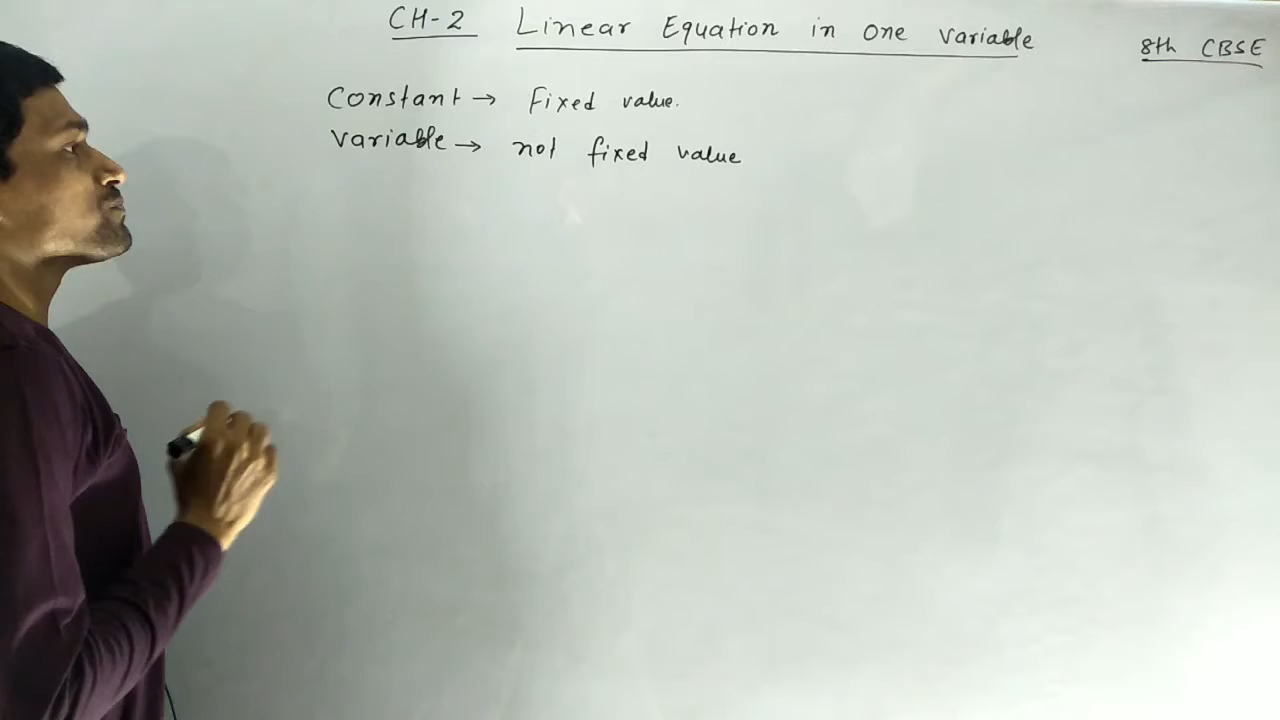 CH-2 Linear Equation in one variable 8th CBSE
Constant → Fixed value.
Variable → not fixed value